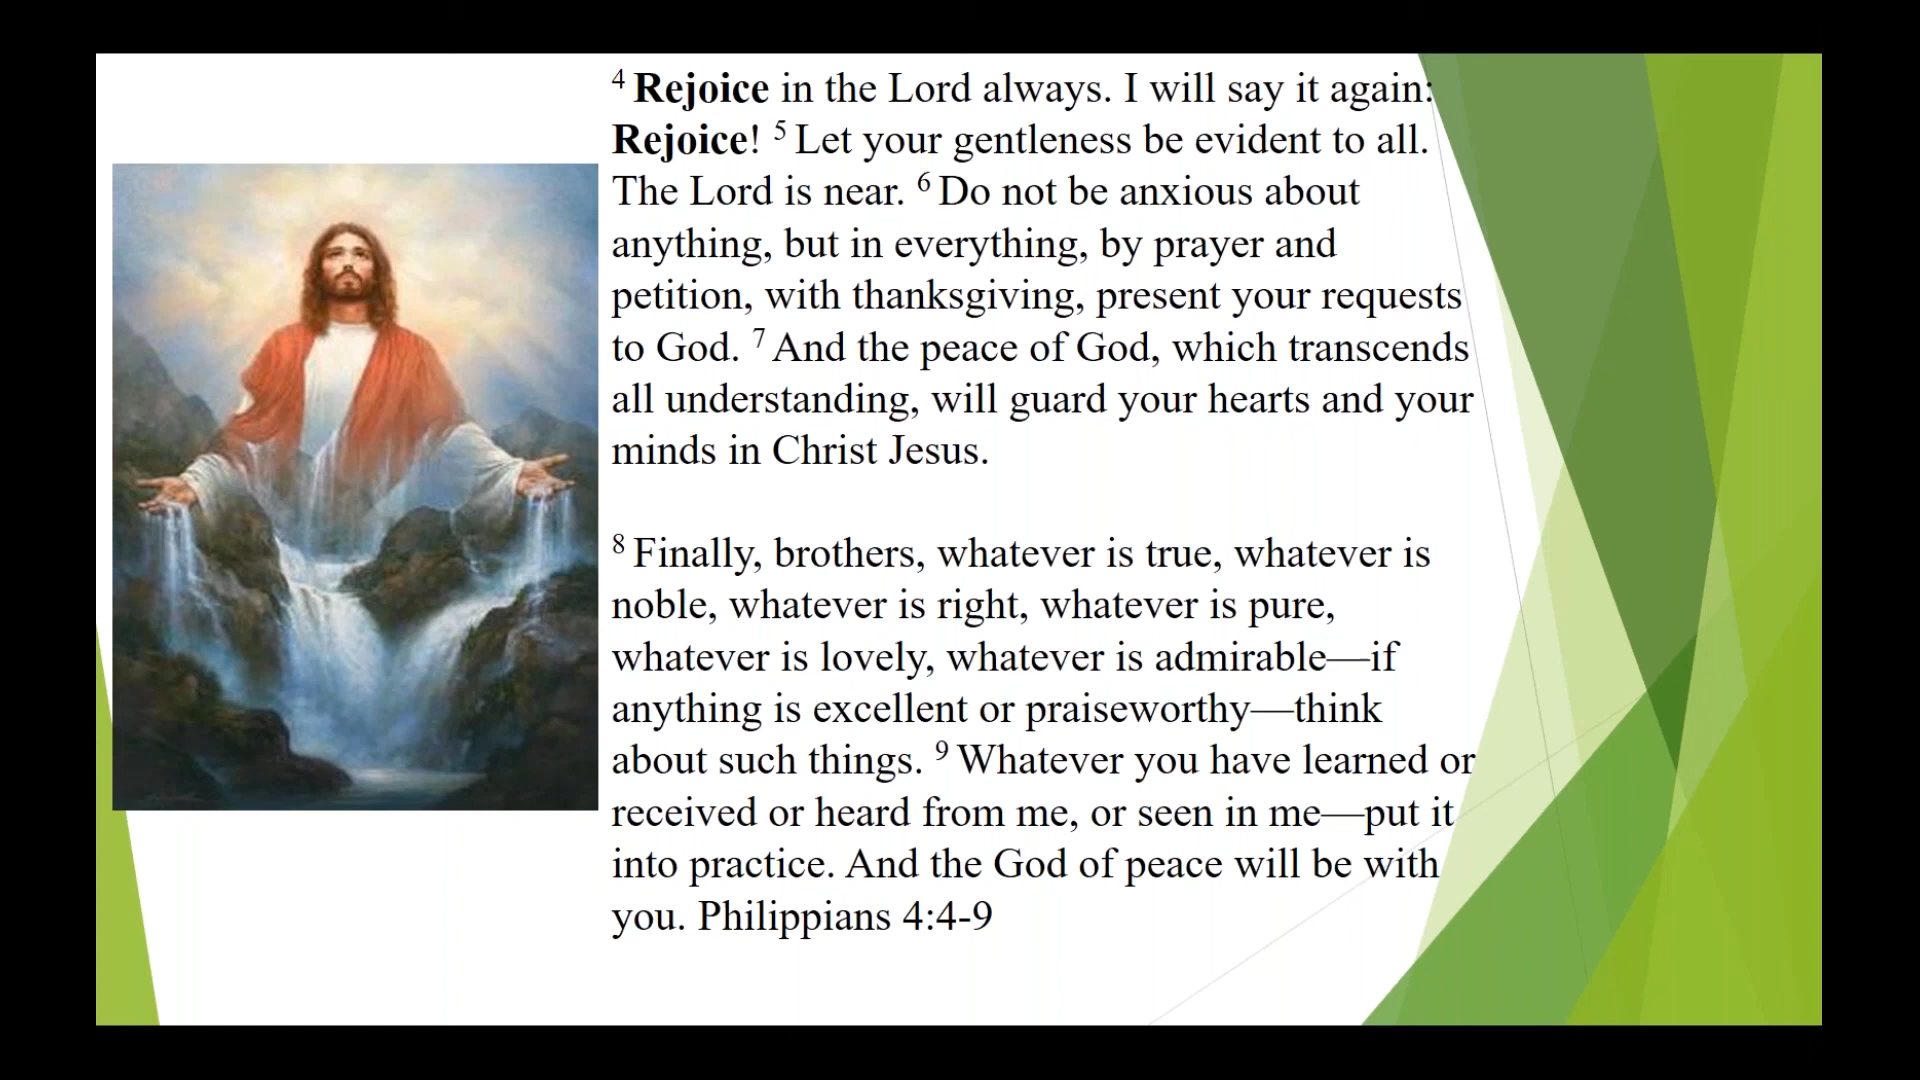 4 Rejoice in the Lord always. I will say it again:
Rejoice! 5 Let your gentleness be evident to all.
The Lord is near. 6 Do not be anxious about
anything, but in everything, by prayer and
petition, with thanksgiving, present your requests
to God. 7 And the peace of God, which transcends
all understanding, will guard your hearts and your
minds in Christ Jesus.
8 Finally, brothers, whatever is true, whatever is
noble, whatever is right, whatever is pure,
whatever is lovely, whatever is admirable—if
anything is excellent or praiseworthy—think
about such things. 9 Whatever you have learned or
received or heard from me, or seen in me—put it
into practice. And the God of peace will be with
you. Philippians 4:4-9